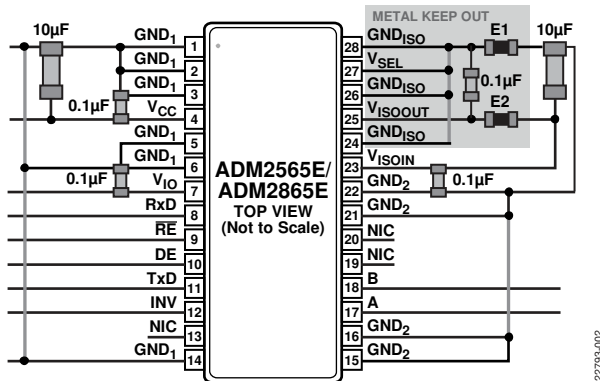 METAL KEEP OUT
10µF
GND1
1
28
GNDISO
E1
10µF
GND1
2
27
VSEL
GND1
3
26
GNDISO
0.1µF
0.1µF
VCC
4
25
VISOOUT
E2
GND1
5
24
GNDISO
GND1
6
23
VISOIN
0.1µF
VIO
7
22
GND2
0.1µF
RxD
8
21
GND2
RE
9
20
NIC
DE
10
19
NIC
TxD
11
18
B
INV
12
17
A
NIC
13
16
GND2
GND1
14
15
GND2
ADM2565E/
ADM2865E
TOP VIEW
(Not to Scale)
22793-002